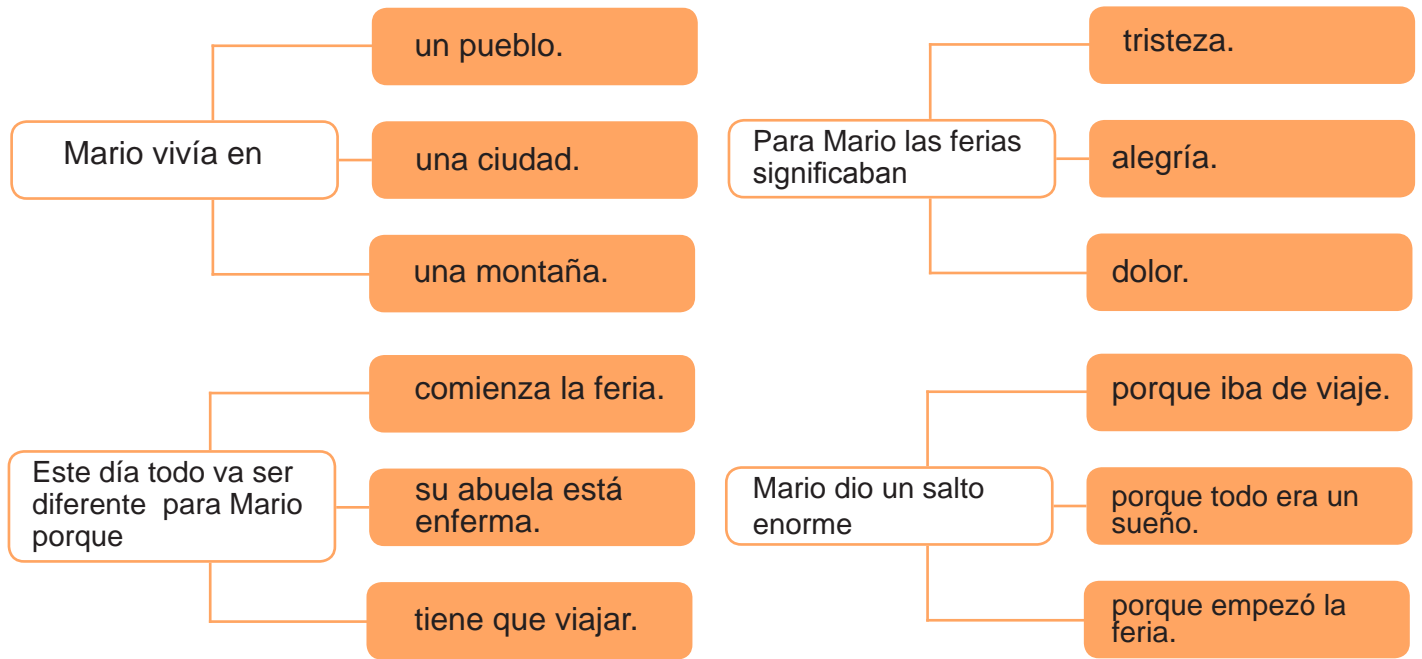 Mario vivía en
un pueblo.
una ciudad.
una montaña.
Para Mario las ferias
significaban
tristeza.
alegría.
dolor.
Este día todo va ser
diferente para Mario
porque
comienza la feria.
su abuela está
enferma.
tiene que viajar.
Mario dio un salto
enorme
porque iba de viaje.
porque todo era un
sueño.
porque empezó la
feria.